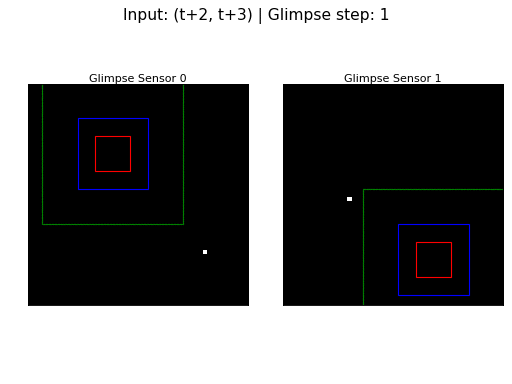 Input: (t+2, t+3) | Glimpse step: 1
Glimpse Sensor 0
Glimpse Sensor 1